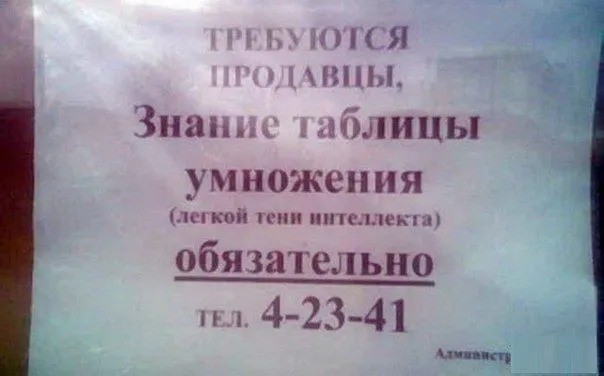 ТРЕБУЮТСЯ
ПРОДАВЦЫ,
Знание таблицы
умножения
(легкой тени интеллекта)
обязательно
ТЕЛ. 4-23-41